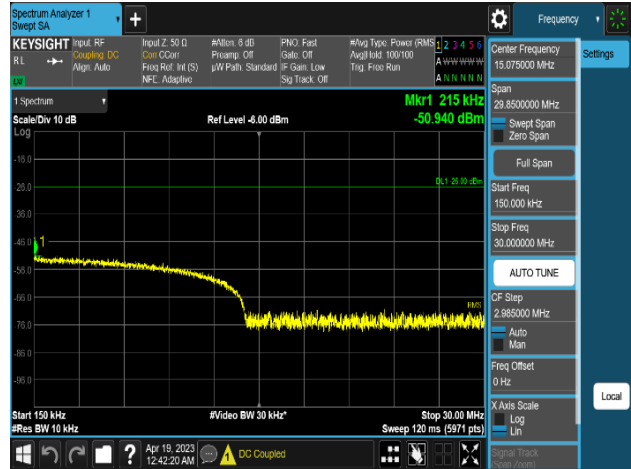 Spectrum Analyzer 1
Swept SA
Frequency
KEYSIGHT
Input: RF
Input Z: 50 Ω
#Atten: 6 dB
PNO: Fast
#Avg Type: Power (RMS)
1 2 3 4 5 6
R L
Coupling: DC
Corr CCorr
Preamp: Off
Gate: Off
Avg|Hold: 100/100
A W W W W W
Align: Auto
Freq Ref: Int (S)
µW Path: Standard
IF Gain: Low
Trig: Free Run
NFE: Adaptive
Sig Track: Off
A N N N N N
1 Spectrum
Mkr1 215 kHz
Scale/Div 10 dB
Ref Level -6.00 dBm
-50.940 dBm
Log
-16.0
DL1 -26.00 dBm
-26.0
-36.0
-46.0
1
-56.0
-66.0
RMS
-76.0
-86.0
-96.0
Start 150 kHz
#Video BW 30 kHz*
Stop 30.00 MHz
#Res BW 10 kHz
Sweep 120 ms (5971 pts)
Center Frequency
15.075000 MHz
Settings
Span
29.8500000 MHz
Swept Span
Zero Span
Full Span
Start Freq
150.000 kHz
Stop Freq
30.000000 MHz
AUTO TUNE
CF Step
2.985000 MHz
Auto
Man
Freq Offset
0 Hz
X Axis Scale
Log
Lin
Local
Signal Track
(Span Zoom)
?
Apr 19, 2023
12:42:20 AM
DC Coupled